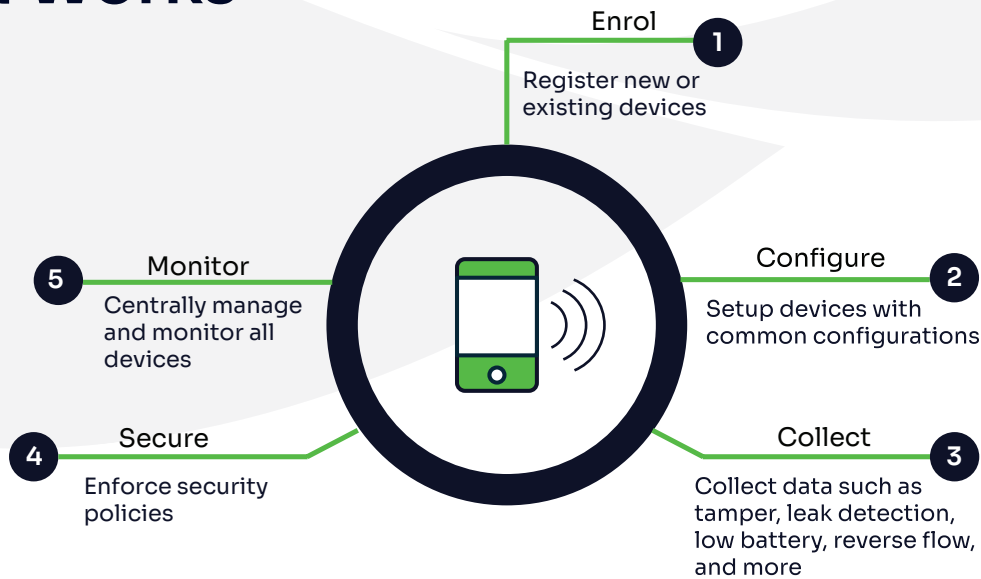 Works
Enrol
1
Register new or
existing devices
Configure
2
Setup devices with
common configurations
Collect
3
Collect data such as
tamper, leak detection,
low battery, reverse flow,
and more
Secure
4
Enforce security
policies
Monitor
5
Centrally manage
and monitor all
devices